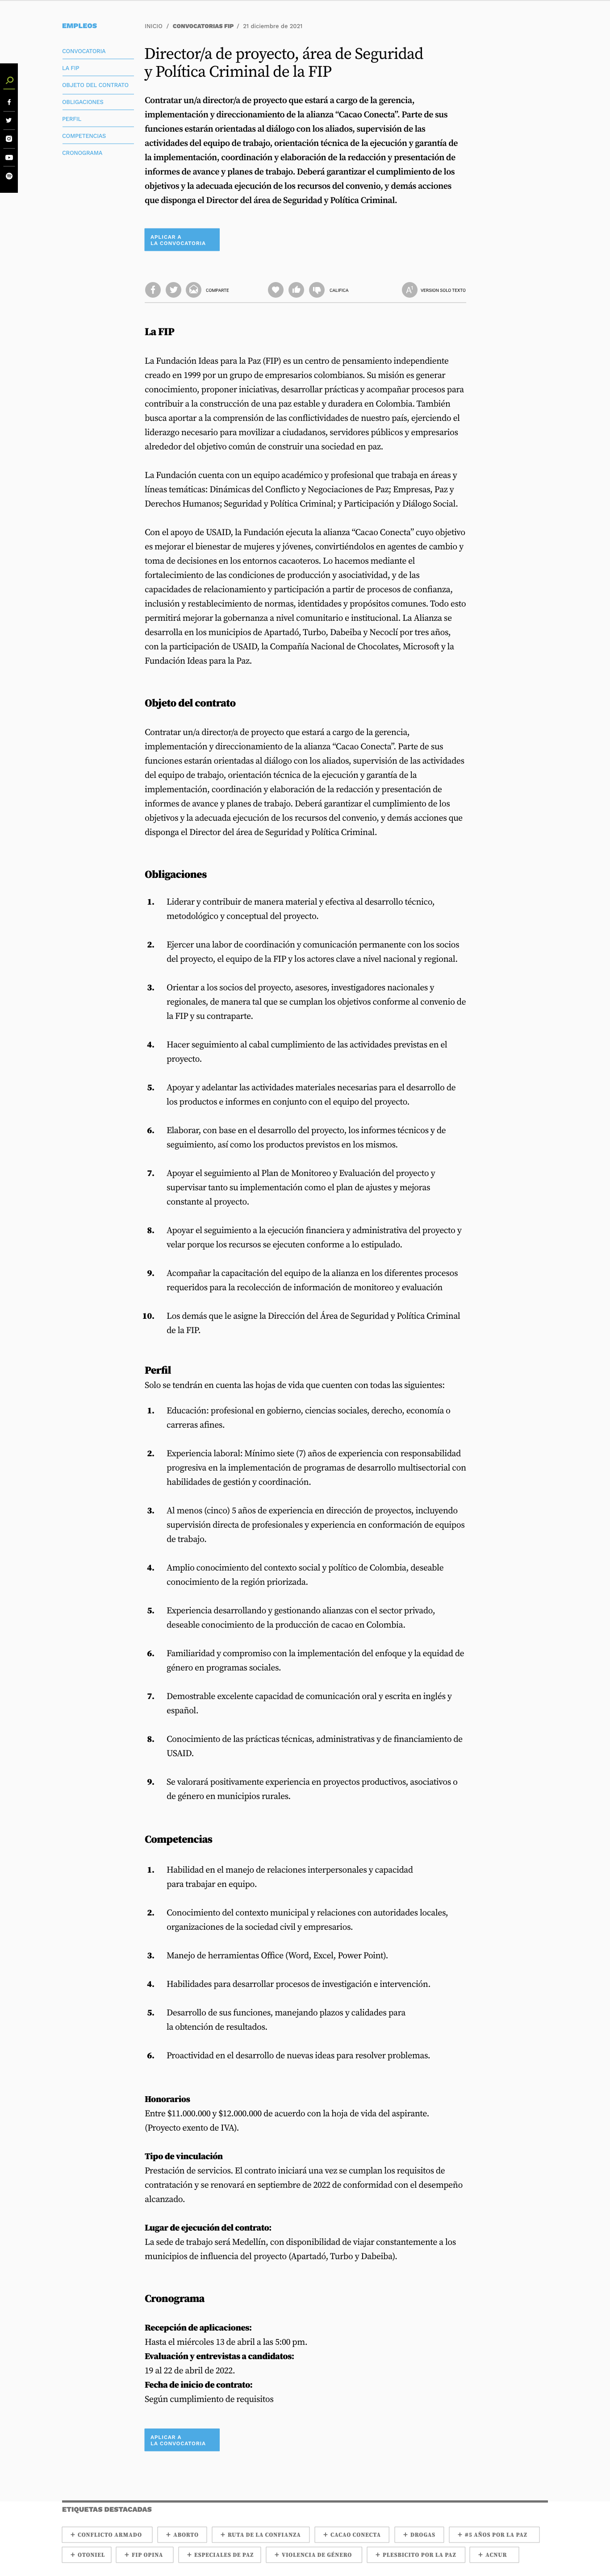 EMPLEOS
INICIO / CONVOCATORIAS FIP / 21 diciembre de 2021
CONVOCATORIA
LA FIP
OBJETO DEL CONTRATO
OBLIGACIONES
PERFIL
COMPETENCIAS
CRONOGRAMA
Director/a de proyecto, área de Seguridad
y Política Criminal de la FIP
Contratar un/a director/a de proyecto que estará a cargo de la gerencia,
implementación y direccionamiento de la alianza “Cacao Conecta”. Parte de sus
funciones estarán orientadas al diálogo con los aliados, supervisión de las
actividades del equipo de trabajo, orientación técnica de la ejecución y garantía de
la implementación, coordinación y elaboración de la redacción y presentación de
informes de avance y planes de trabajo. Deberá garantizar el cumplimiento de los
objetivos y la adecuada ejecución de los recursos del convenio, y demás acciones
que disponga el Director del área de Seguridad y Política Criminal.
APLICAR A
LA CONVOCATORIA
COMPARTE
CALIFICA
VERSION SOLO TEXTO
La FIP
La Fundación Ideas para la Paz (FIP) es un centro de pensamiento independiente
creado en 1999 por un grupo de empresarios colombianos. Su misión es generar
conocimiento, proponer iniciativas, desarrollar prácticas y acompañar procesos para
contribuir a la construcción de una paz estable y duradera en Colombia. También
busca aportar a la comprensión de las conflictividades de nuestro país, ejerciendo el
liderazgo necesario para movilizar a ciudadanos, servidores públicos y empresarios
alrededor del objetivo común de construir una sociedad en paz.
La Fundación cuenta con un equipo académico y profesional que trabaja en áreas y
líneas temáticas: Dinámicas del Conflicto y Negociaciones de Paz; Empresas, Paz y
Derechos Humanos; Seguridad y Política Criminal; y Participación y Diálogo Social.
Con el apoyo de USAID, la Fundación ejecuta la alianza “Cacao Conecta” cuyo objetivo
es mejorar el bienestar de mujeres y jóvenes, convirtiéndolos en agentes de cambio y
toma de decisiones en los entornos cacaoteros. Lo hacemos mediante el
fortalecimiento de las condiciones de producción y asociatividad, y de las
capacidades de relacionamiento y participación a partir de procesos de confianza,
inclusión y restablecimiento de normas, identidades y propósitos comunes. Todo esto
permitirá mejorar la gobernanza a nivel comunitario e institucional. La Alianza se
desarrolla en los municipios de Apartadó, Turbo, Dabeiba y Necoclí por tres años,
con la participación de USAID, la Compañía Nacional de Chocolates, Microsoft y la
Fundación Ideas para la Paz.
Objeto del contrato
Contratar un/a director/a de proyecto que estará a cargo de la gerencia,
implementación y direccionamiento de la alianza “Cacao Conecta”. Parte de sus
funciones estarán orientadas al diálogo con los aliados, supervisión de las actividades
del equipo de trabajo, orientación técnica de la ejecución y garantía de la
implementación, coordinación y elaboración de la redacción y presentación de
informes de avance y planes de trabajo. Deberá garantizar el cumplimiento de los
objetivos y la adecuada ejecución de los recursos del convenio, y demás acciones que
disponga el Director del área de Seguridad y Política Criminal.
Obligaciones
1. Liderar y contribuir de manera material y efectiva al desarrollo técnico,
metodológico y conceptual del proyecto.
2. Ejercer una labor de coordinación y comunicación permanente con los socios
del proyecto, el equipo de la FIP y los actores clave a nivel nacional y regional.
3. Orientar a los socios del proyecto, asesores, investigadores nacionales y
regionales, de manera tal que se cumplan los objetivos conforme al convenio de
la FIP y su contraparte.
4. Hacer seguimiento al cabal cumplimiento de las actividades previstas en el
proyecto.
5. Apoyar y adelantar las actividades materiales necesarias para el desarrollo de
los productos e informes en conjunto con el equipo del proyecto.
6. Elaborar, con base en el desarrollo del proyecto, los informes técnicos y de
seguimiento, así como los productos previstos en los mismos.
7. Apoyar el seguimiento al Plan de Monitoreo y Evaluación del proyecto y
supervisar tanto su implementación como el plan de ajustes y mejoras
constante al proyecto.
8. Apoyar el seguimiento a la ejecución financiera y administrativa del proyecto y
velar porque los recursos se ejecuten conforme a lo estipulado.
9. Acompañar la capacitación del equipo de la alianza en los diferentes procesos
requeridos para la recolección de información de monitoreo y evaluación
10. Los demás que le asigne la Dirección del Área de Seguridad y Política Criminal
de la FIP.
Perfil
Solo se tendrán en cuenta las hojas de vida que cuenten con todas las siguientes:
1. Educación: profesional en gobierno, ciencias sociales, derecho, economía o
carreras afines.
2. Experiencia laboral: Mínimo siete (7) años de experiencia con responsabilidad
progresiva en la implementación de programas de desarrollo multisectorial con
habilidades de gestión y coordinación.
3. Al menos (cinco) 5 años de experiencia en dirección de proyectos, incluyendo
supervisión directa de profesionales y experiencia en conformación de equipos
de trabajo.
4. Amplio conocimiento del contexto social y político de Colombia, deseable
conocimiento de la región priorizada.
5. Experiencia desarrollando y gestionando alianzas con el sector privado,
deseable conocimiento de la producción de cacao en Colombia.
6. Familiaridad y compromiso con la implementación del enfoque y la equidad de
género en programas sociales.
7. Demostrable excelente capacidad de comunicación oral y escrita en inglés y
español.
8. Conocimiento de las prácticas técnicas, administrativas y de financiamiento de
USAID.
9. Se valorará positivamente experiencia en proyectos productivos, asociativos o
de género en municipios rurales.
Competencias
1. Habilidad en el manejo de relaciones interpersonales y capacidad
para trabajar en equipo.
2. Conocimiento del contexto municipal y relaciones con autoridades locales,
organizaciones de la sociedad civil y empresarios.
3. Manejo de herramientas Office (Word, Excel, Power Point).
4. Habilidades para desarrollar procesos de investigación e intervención.
5. Desarrollo de sus funciones, manejando plazos y calidades para
la obtención de resultados.
6. Proactividad en el desarrollo de nuevas ideas para resolver problemas.
Honorarios
Entre $11.000.000 y $12.000.000 de acuerdo con la hoja de vida del aspirante.
(Proyecto exento de IVA).
Tipo de vinculación
Prestación de servicios. El contrato iniciará una vez se cumplan los requisitos de
contratación y se renovará en septiembre de 2022 de conformidad con el desempeño
alcanzado.
Lugar de ejecución del contrato:
La sede de trabajo será Medellín, con disponibilidad de viajar constantemente a los
municipios de influencia del proyecto (Apartadó, Turbo y Dabeiba).
Cronograma
Recepción de aplicaciones:
Hasta el miércoles 13 de abril a las 5:00 pm.
Evaluación y entrevistas a candidatos:
19 al 22 de abril de 2022.
Fecha de inicio de contrato:
Según cumplimiento de requisitos
APLICAR A
LA CONVOCATORIA
ETIQUETAS DESTACADAS
+ CONFLICTO ARMADO + ABORTO + RUTA DE LA CONFIANZA + CACAO CONECTA + DROGAS + #5 AÑOS POR LA PAZ
+ OTONIEL + FIP OPINA + ESPECIALES DE PAZ + VIOLENCIA DE GÉNERO + PLESBICITO POR LA PAZ + ACNUR